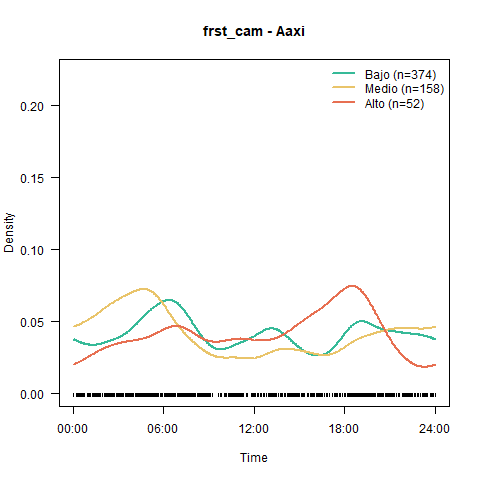 frst_cam - Aaxi
Bajo (n=374)
Medio (n=158)
Alto (n=52)
Density
0.20
0.15
0.10
0.05
0.00
00:00 06:00 12:00 18:00 24:00
Time